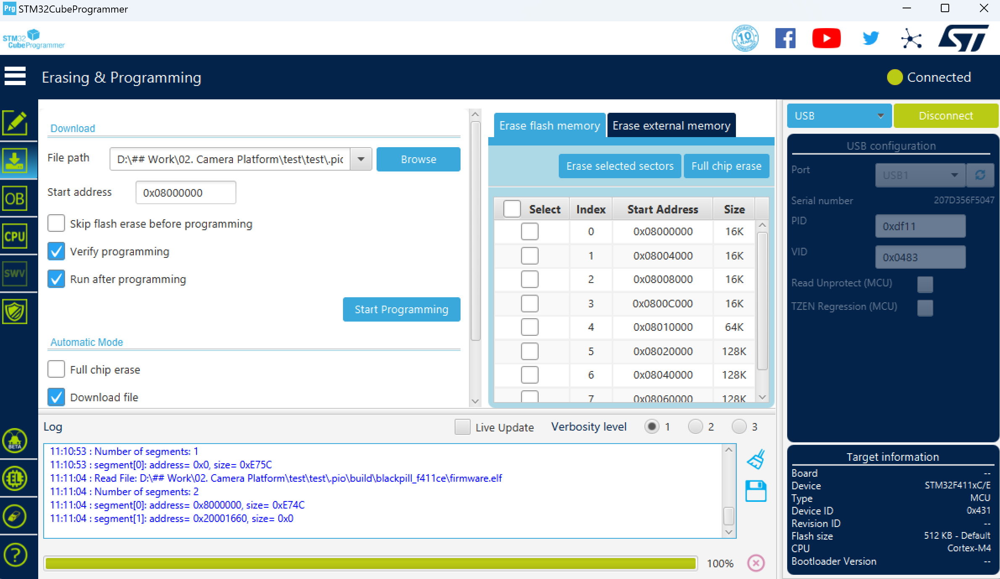 Prg STM32CubeProgrammer
STM32
CubeProgrammer
LONGEVITY
10
YEARS
COMMITMENT
f
ST
Erasing & Programming
Connected
OB
CPU
SWV
BETA
EL
?
Download
File path
D:\## Work\02. Camera Platform\test\test\.pic
Browse
Start address
0x08000000
Skip flash erase before programming
Verify programming
Run after programming
Start Programming
Automatic Mode
Full chip erase
Download file
Erase flash memory
Erase external memory
Erase selected sectors
Full chip erase
Select Index Start Address Size
0 0x08000000 16K
1 0x08004000 16K
2 0x08008000 16K
3 0x0800C000 16K
4 0x08010000 64K
5 0x08020000 128K
6 0x08040000 128K
7 0x08060000 128K
Log
Live Update
Verbosity level 1 2 3
11:10:53 : Number of segments: 1
11:10:53 : segment[0]: address= 0x0, size= 0xE75C
11:11:04 : Read File: D:\## Work\02. Camera Platform\test\test\.pio\build\blackpill_f411ce\firmware.elf
11:11:04 : Number of segments: 2
11:11:04 : segment[0]: address= 0x8000000, size= 0xE74C
11:11:04 : segment[1]: address= 0x20001660, size= 0x0
100%
USB
Disconnect
USB configuration
Port USB1
Serial number 207D356F5047
PID 0xdf11
VID 0x0483
Read Unprotect (MCU)
TZEN Regression (MCU)
Target information
Board --
Device STM32F411xC/E
Type MCU
Device ID 0x431
Revision ID --
Flash size 512 KB - Default
CPU Cortex-M4
Bootloader Version --